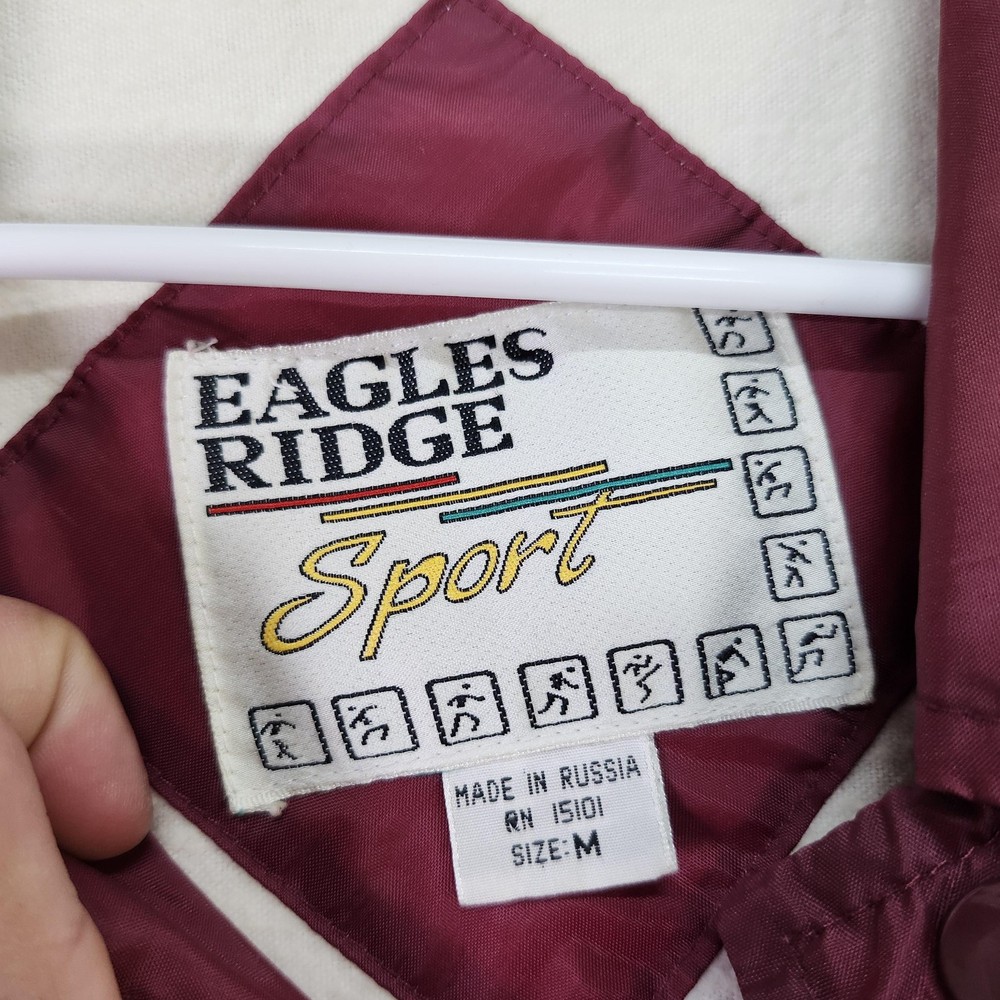 EAGLES
RIDGE
Sport
MADE IN RUSSIA
RN 15101
SIZE: M